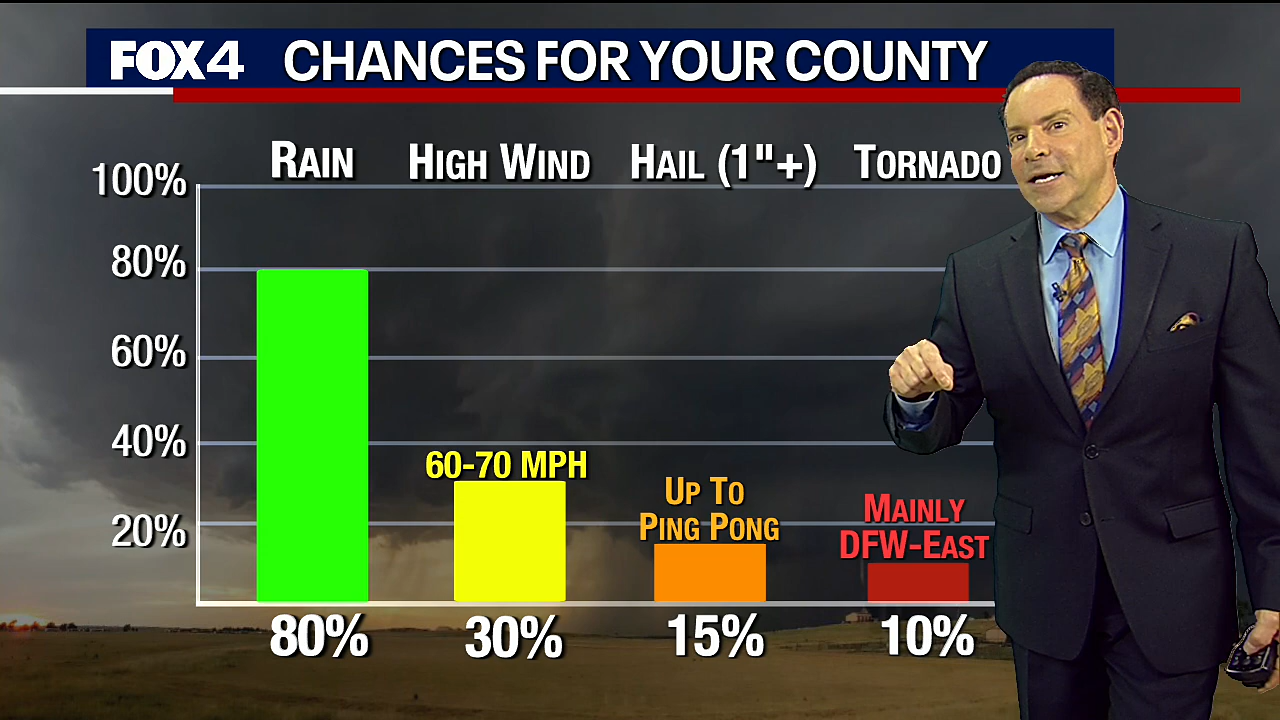 FOX4 CHANCES FOR YOUR COUNTY
RAIN HIGH WIND HAIL (1"+) TORNADO
100%
80%
60%
40%
20%
60-70 MPH
UP TO
PING PONG
MAINLY
DFW-EAST
80% 30% 15% 10%